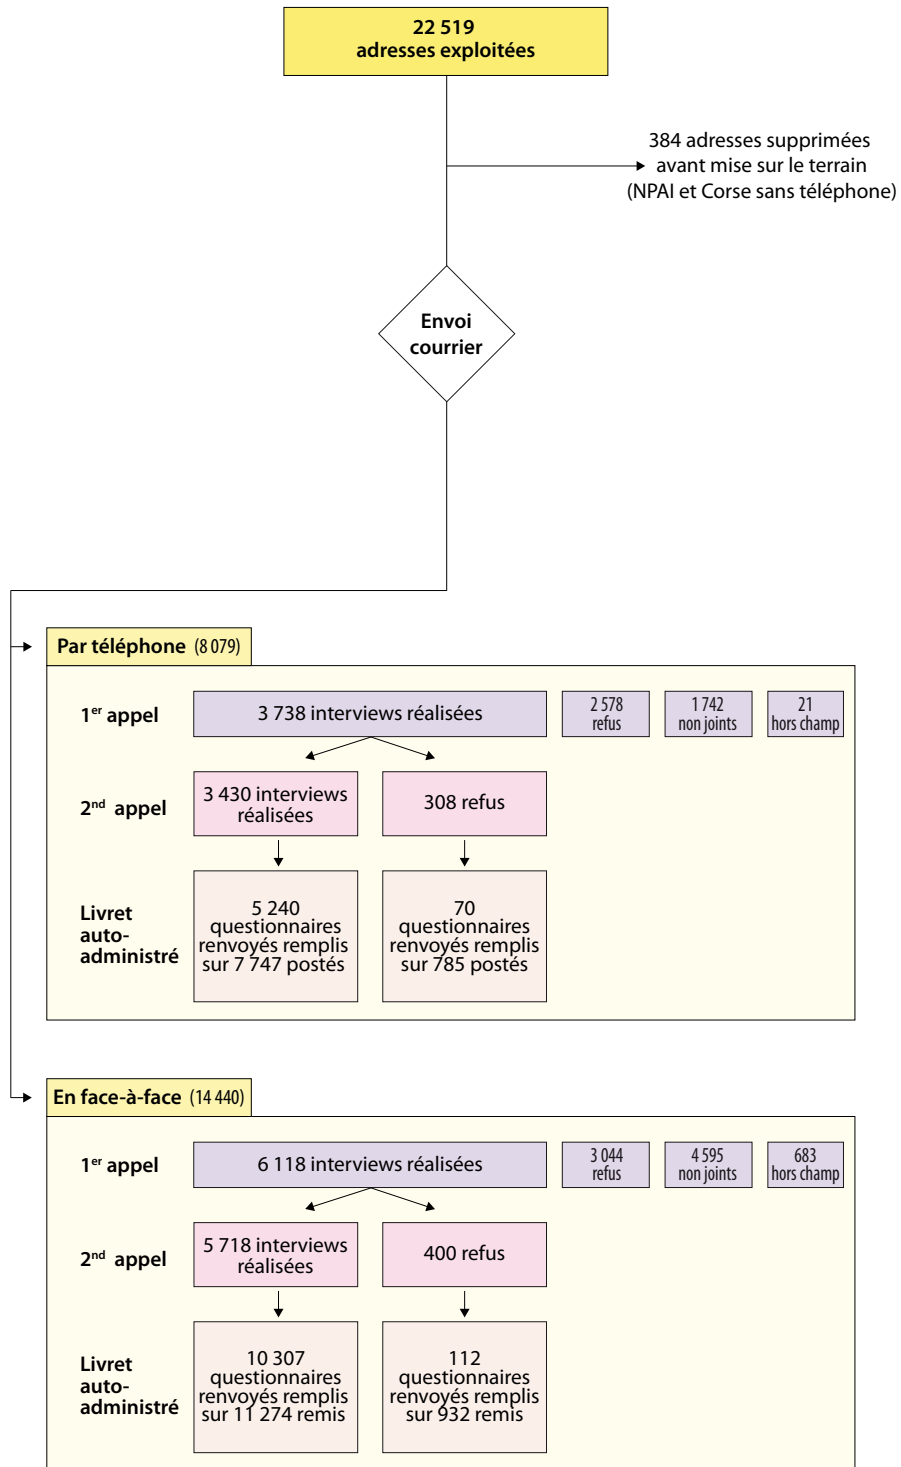 22 519
adresses exploitées
384 adresses supprimées
avant mise sur le terrain
(NPAI et Corse sans téléphone)
Envoi
courrier
Par téléphone (8 079)
1er appel
3 738 interviews réalisées
2 578
refus
1 742
non joints
21
hors champ
2nd appel
3 430 interviews
réalisées
308 refus
Livret
auto-
administré
5 240
questionnaires
renvoyés remplis
sur 7 747 postés
70
questionnaires
renvoyés remplis
sur 785 postés
En face-à-face (14 440)
1er appel
6 118 interviews réalisées
3 044
refus
4 595
non joints
683
hors champ
2nd appel
5 718 interviews
réalisées
400 refus
Livret
auto-
administré
10 307
questionnaires
renvoyés remplis
sur 11 274 remis
112
questionnaires
renvoyés remplis
sur 932 remis